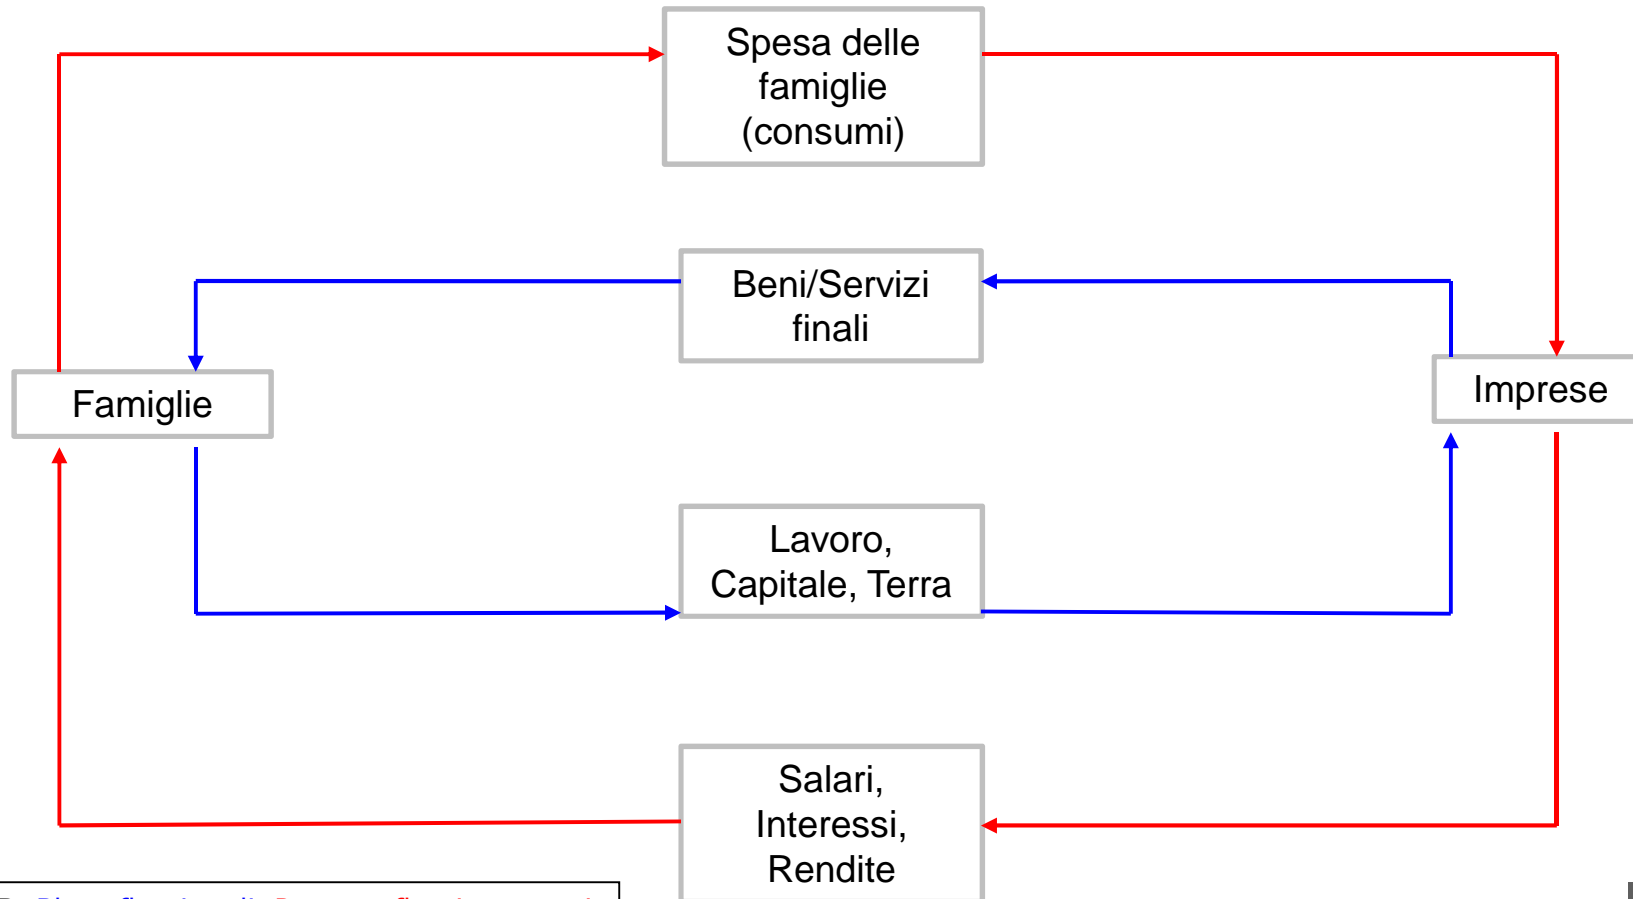 Spesa delle
famiglie
(consumi)
Beni/Servizi
finali
Famiglie
Imprese
Lavoro,
Capitale, Terra
Salari,
Interessi,
Rendite